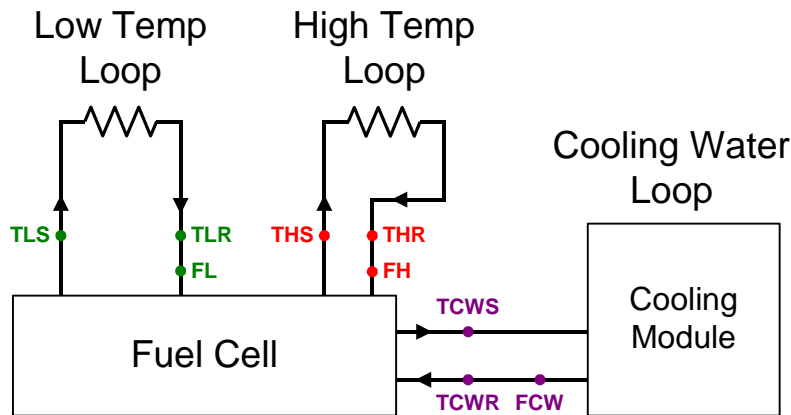 Low Temp
Loop
High Temp
Loop
Cooling Water
Loop
TLS
TLR
THS
THR
FL
FH
TCWS
Cooling
Module
Fuel Cell
TCWR
FCW